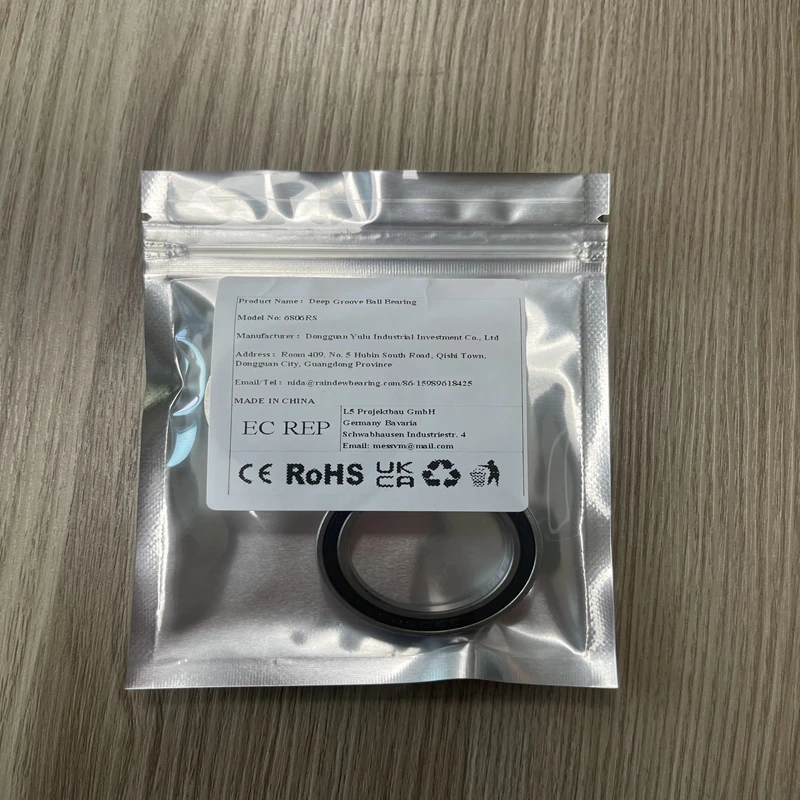 Product Name: Deep Groove Ball Bearing
Model No: 6806RS
Manufacturer: Dongguan Yulu Industrial Investment Co., Ltd
Address: Room 409, No. 5 Hubin South Road, Qishi Town,
Dongguan City, Guangdong Province
Email/Tel: nida@raindewbearing.com/86-15989618425
MADE IN CHINA
EC REP
L5 Projektbau GmbH
Germany Bavaria
Schwabhausen Industriestr. 4
Email: messvm@mail.com
CE RoHS UK
CA